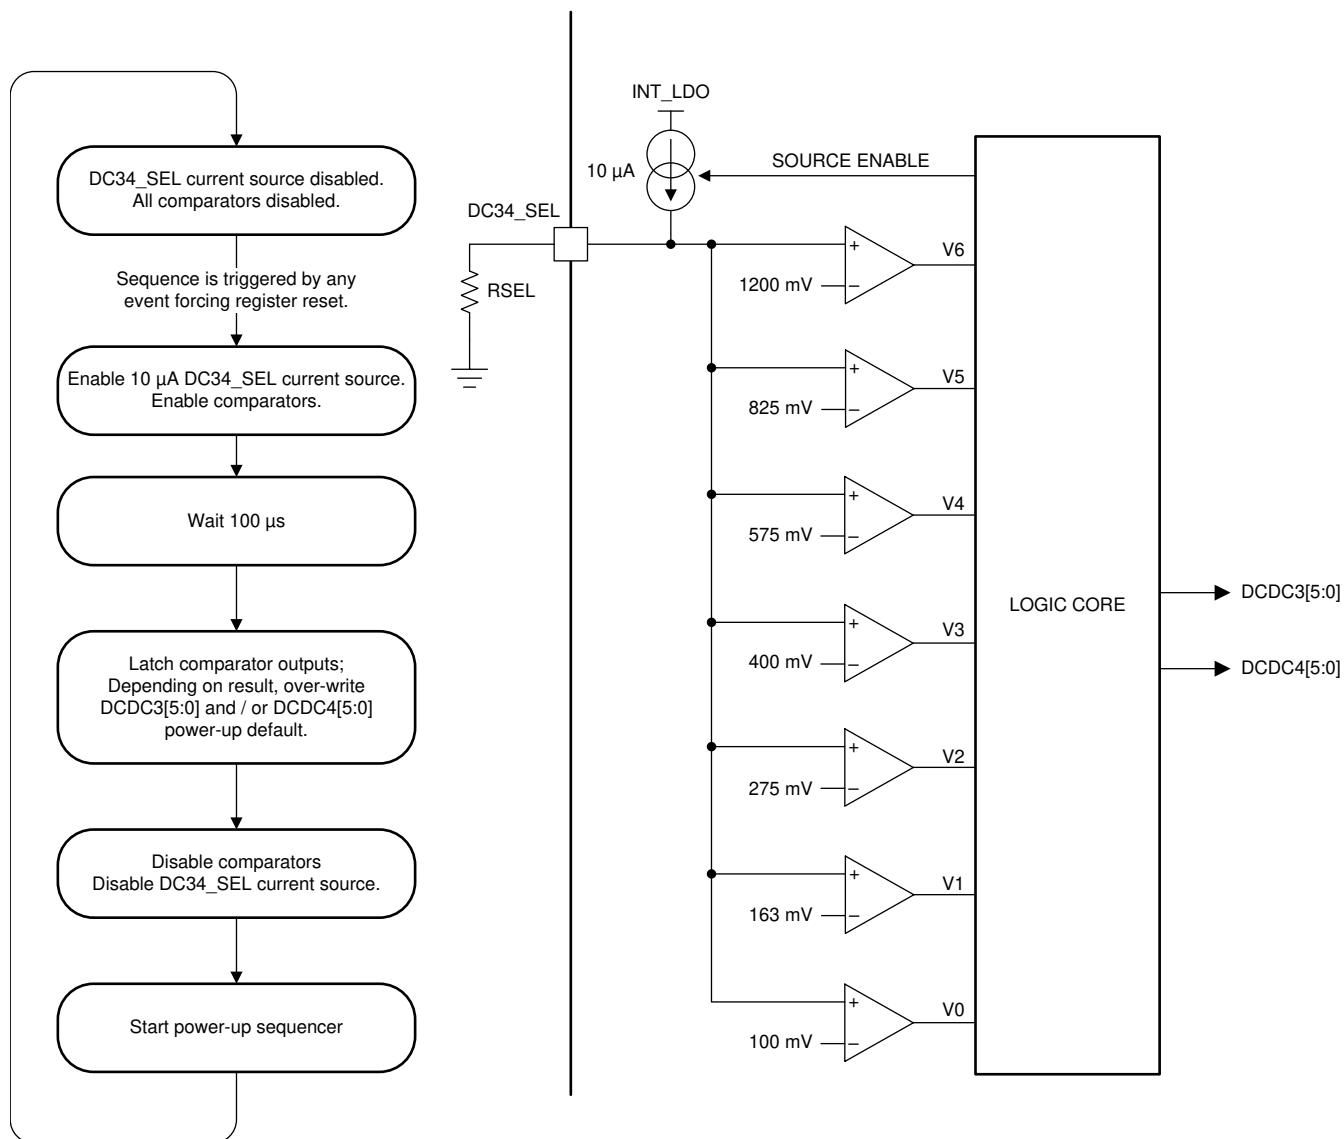 DC34_SEL current source disabled.
All comparators disabled.
Sequence is triggered by any
event forcing register reset.
Enable 10 µA DC34_SEL current source.
Enable comparators.
Wait 100 µs
Latch comparator outputs;
Depending on result, over-write
DCDC3[5:0] and / or DCDC4[5:0]
power-up default.
Disable comparators
Disable DC34_SEL current source.
Start power-up sequencer
INT_LDO
10 µA
SOURCE ENABLE
DC34_SEL
RSEL
+
V6
1200 mV
–
+
V5
825 mV
–
+
V4
575 mV
–
+
V3
400 mV
–
+
V2
275 mV
–
+
V1
163 mV
–
+
V0
100 mV
–
LOGIC CORE
DCDC3[5:0]
DCDC4[5:0]